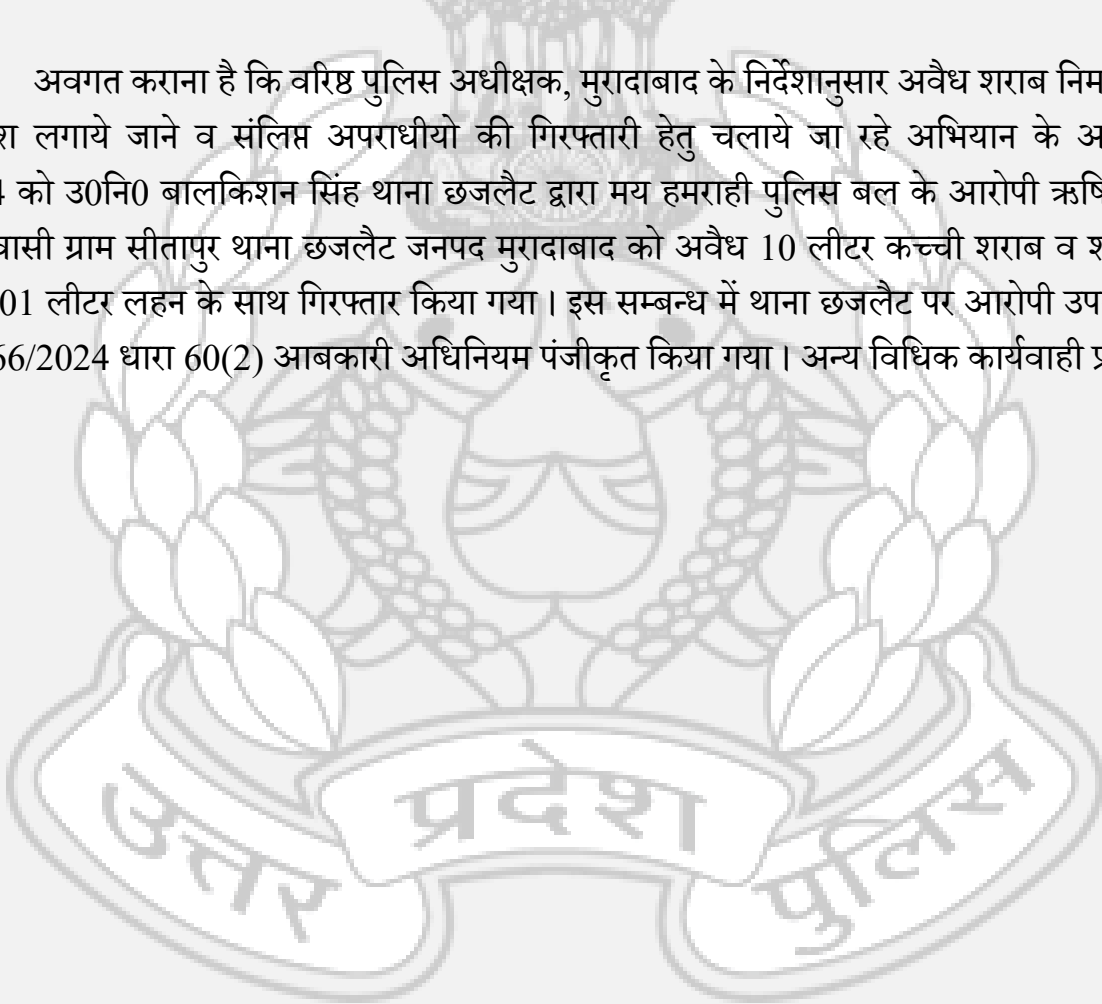 अवगत कराना है कि वरिष्ठ पुलिस अधीक्षक, मुरादाबाद के निर्देशानुसार अवैध शराब निम
श लगाये जाने व संलिप्त अपराधीयो की गिरफ्तारी हेतु चलाये जा रहे अभियान के अ
4 को उ0नि0 बालकिशन सिंह थाना छजलैट द्वारा मय हमराही पुलिस बल के आरोपी ऋषि
वासी ग्राम सीतापुर थाना छजलैट जनपद मुरादाबाद को अवैध 10 लीटर कच्ची शराब व श
01 लीटर लहन के साथ गिरफ्तार किया गया। इस सम्बन्ध में थाना छजलैट पर आरोपी उप
66/2024 धारा 60(2) आबकारी अधिनियम पंजीकृत किया गया। अन्य विधिक कार्यवाही प्र
उत्तर प्रदेश पुलिस